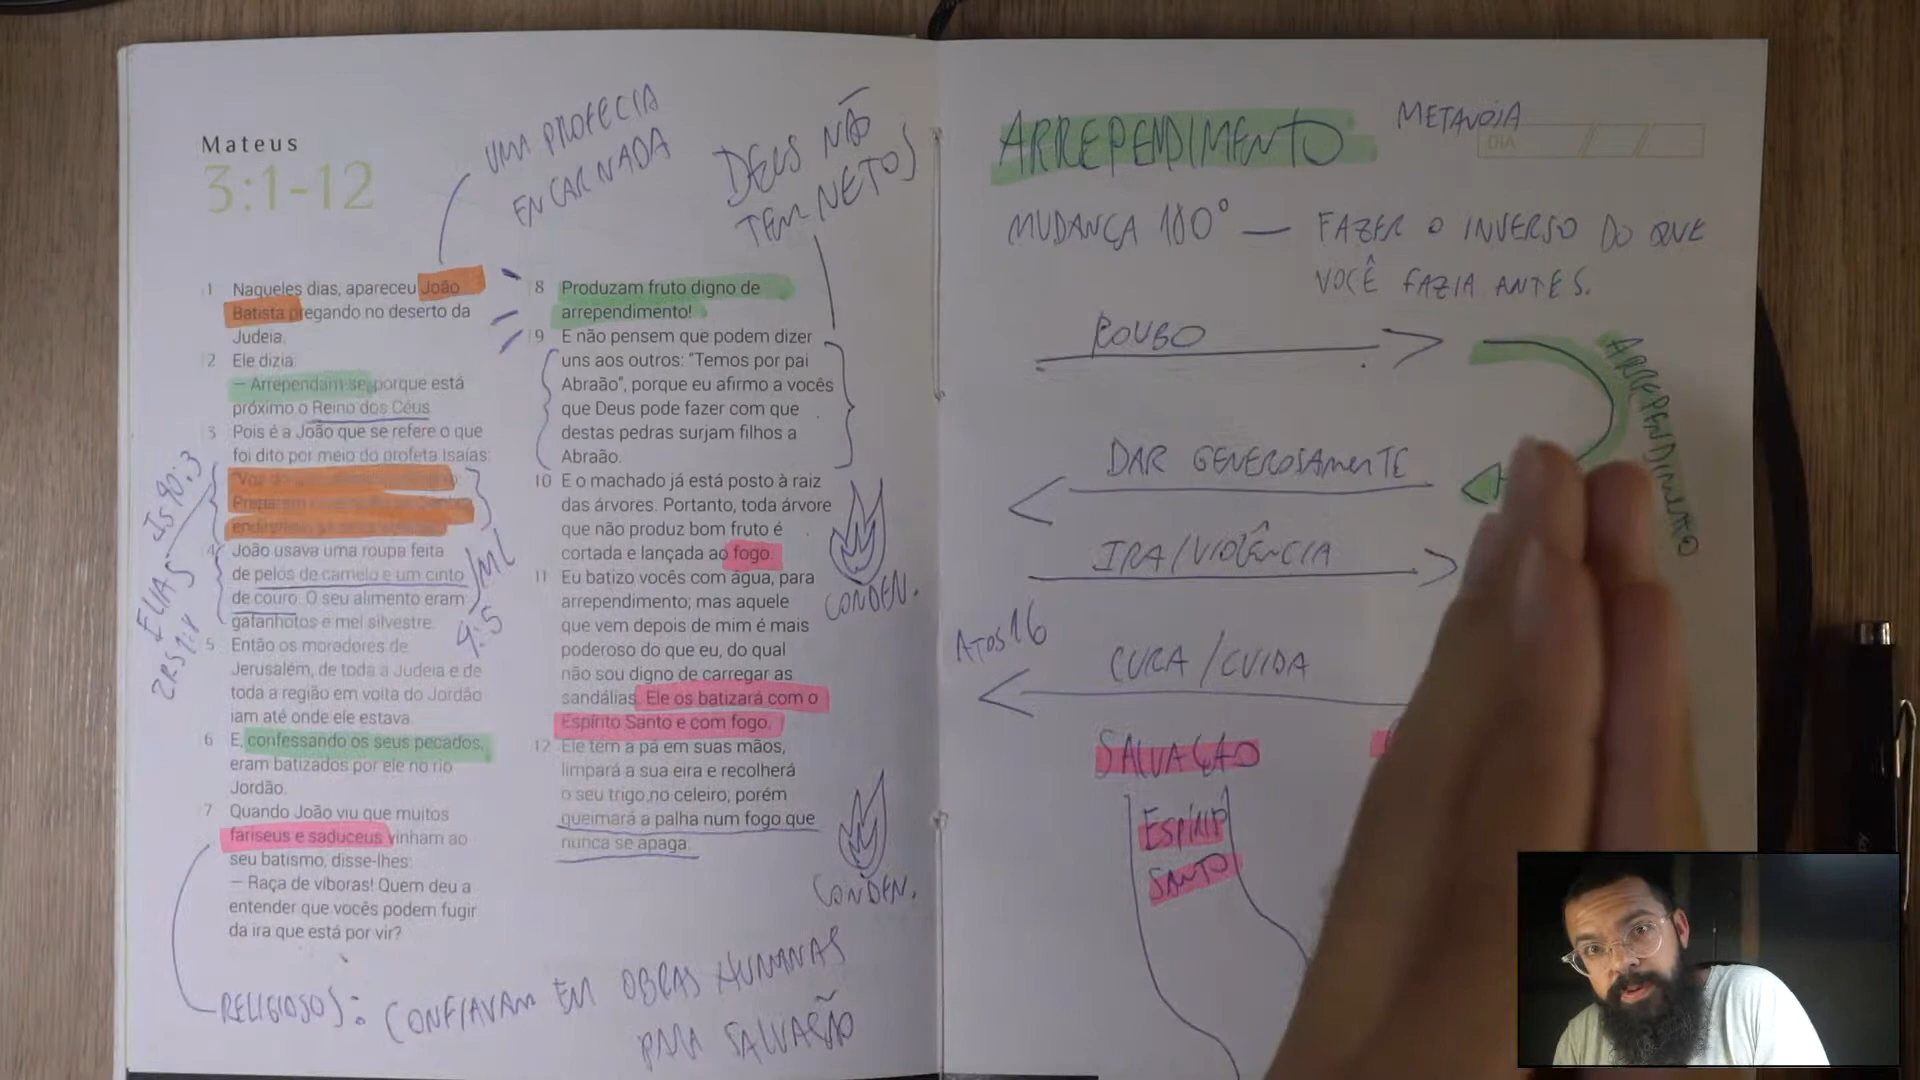 Mateus
3:1-12
UMA PROFECIA
ENCARNADA
DEUS NÃO
TEM NETOS
1 Naqueles dias, apareceu João
Batista pregando no deserto da
Judeia.
2 Ele dizia:
— Arrependam-se, porque está
próximo o Reino dos Céus.
3 Pois é a João que se refere o que
foi dito por meio do profeta Isaías:
"Voz do
4 João usava uma roupa feita
de pelos de camelo e um cinto
de couro. O seu alimento eram
gafanhotos e mel silvestre.
5 Então os moradores de
Jerusalém, de toda a Judeia e de
toda a região em volta do Jordão
iam até onde ele estava.
6 E, confessando os seus pecados,
eram batizados por ele no rio
Jordão.
7 Quando João viu que muitos
fariseus e saduceus vinham ao
seu batismo, disse-lhes:
— Raça de víboras! Quem deu a
entender que vocês podem fugir
da ira que está por vir?
Is 40:3
ELIAS
2RS 1:8
ML
4:5
8 Produzam fruto digno de
arrependimento!
9 E não pensem que podem dizer
uns aos outros: "Temos por pai
Abraão", porque eu afirmo a vocês
que Deus pode fazer com que
destas pedras surjam filhos a
Abraão.
10 E o machado já está posto à raiz
das árvores. Portanto, toda árvore
que não produz bom fruto é
cortada e lançada ao fogo.
11 Eu batizo vocês com água, para
arrependimento; mas aquele
que vem depois de mim é mais
poderoso do que eu, do qual
não sou digno de carregar as
sandálias. Ele os batizará com o
Espírito Santo e com fogo.
12 Ele tem a pá em suas mãos,
limpará a sua eira e recolherá
o seu trigo no celeiro; porém
queimará a palha num fogo que
nunca se apaga.
CONDEN.
CONDEN.
RELIGIOSOS: CONFIAVAM EM OBRAS HUMANAS
PARA SALVAÇÃO
ARREPENDIMENTO
METANOIA
DIA
MUDANÇA 180° — FAZER O INVERSO DO QUE
VOCÊ FAZIA ANTES.
ROUBO
ARREPENDIMENTO
DAR GENEROSAMENTE
IRA/VIOLÊNCIA
ATOS 16
CURA/CUIDA
SALVAÇÃO
ESPÍRITO
SANTO